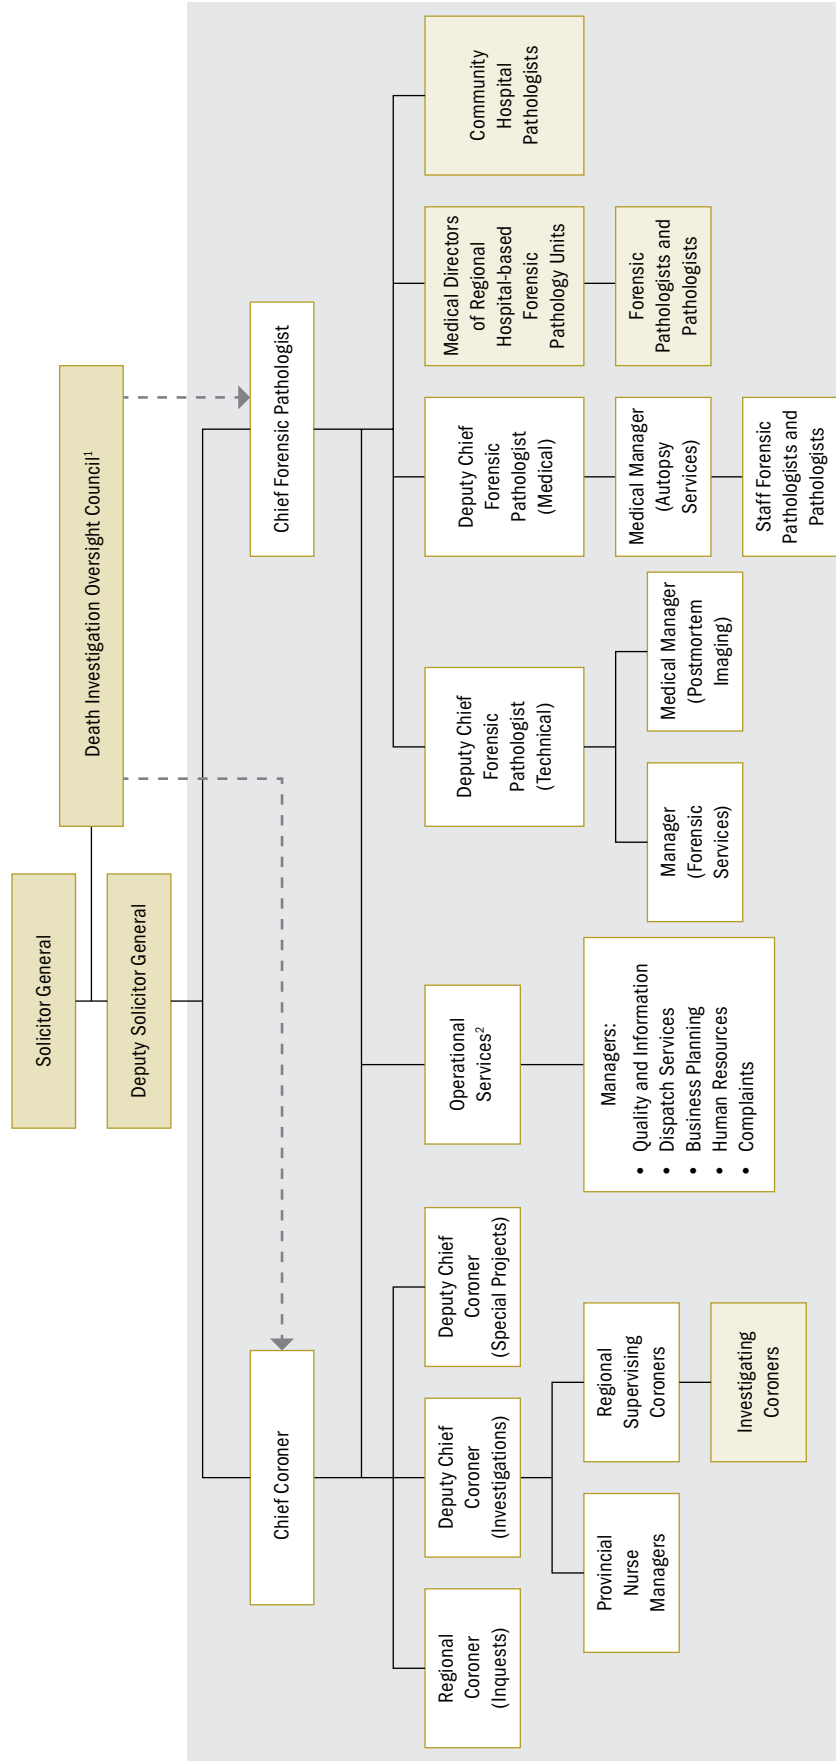 Solicitor General
Deputy Solicitor General
Death Investigation Oversight Council1
Chief Coroner
Chief Forensic Pathologist
Regional
Coroner
(Inquests)
Deputy Chief
Coroner
(Investigations)
Deputy Chief
Coroner
(Special Projects)
Operational
Services2
Deputy Chief
Forensic
Pathologist
(Technical)
Deputy Chief
Forensic
Pathologist
(Medical)
Medical Directors
of Regional
Hospital-based
Forensic
Pathology Units
Community
Hospital
Pathologists
Provincial
Nurse
Managers
Regional
Supervising
Coroners
Investigating
Coroners
Managers:
• Quality and Information
• Dispatch Services
• Business Planning
• Human Resources
• Complaints
Manager
(Forensic
Services)
Medical Manager
(Postmortem
Imaging)
Medical Manager
(Autopsy
Services)
Staff Forensic
Pathologists and
Pathologists
Forensic
Pathologists and
Pathologists